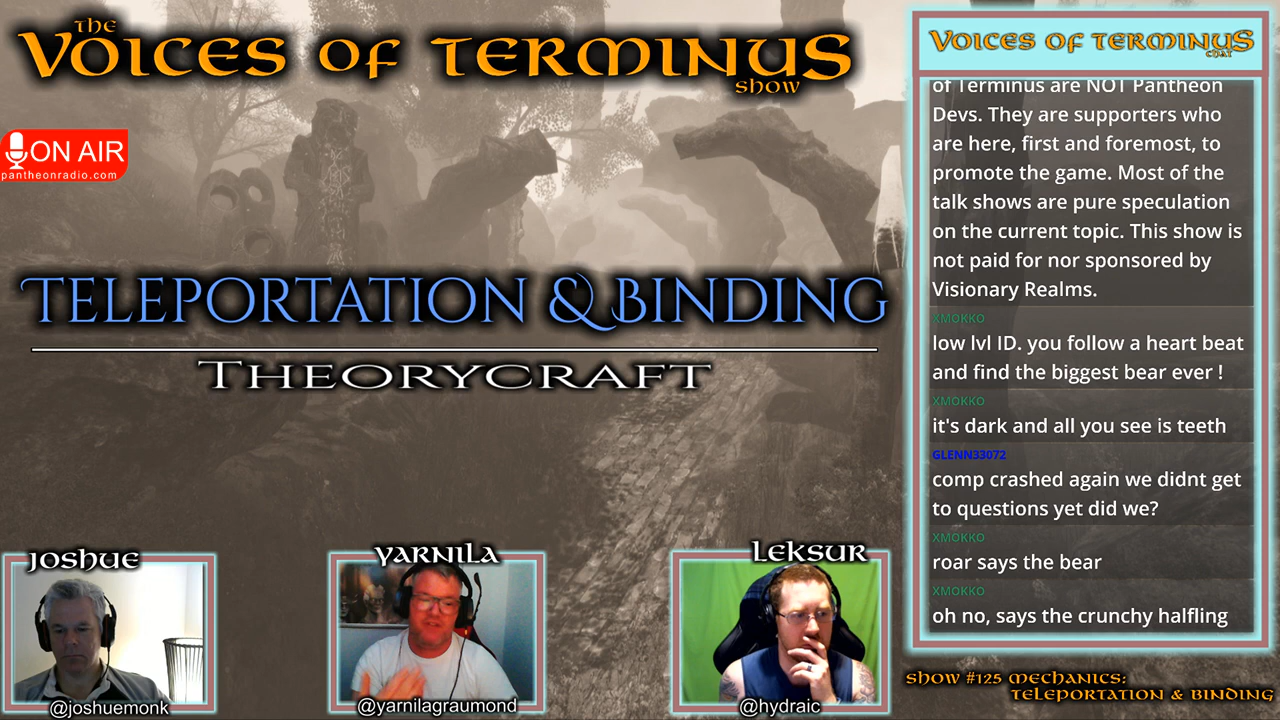 THE
VOICES OF TERMINUS
SHOW
ON AIR
pantheonradio.com
TELEPORTATION & BINDING
THEORYCRAFT
JOSHUE
@joshuemonk
YARNILA
@yarnilagraumond
LEKSUR
@hydraic
VOICES OF TERMINUS
CHAT
of Terminus are NOT Pantheon
Devs. They are supporters who
are here, first and foremost, to
promote the game. Most of the
talk shows are pure speculation
on the current topic. This show is
not paid for nor sponsored by
Visionary Realms.
XMOKKO
low lvl ID. you follow a heart beat
and find the biggest bear ever !
XMOKKO
it's dark and all you see is teeth
GLENN33072
comp crashed again we didnt get
to questions yet did we?
XMOKKO
roar says the bear
XMOKKO
oh no, says the crunchy halfling
SHOW #125 MECHANICS:
TELEPORTATION & BINDING